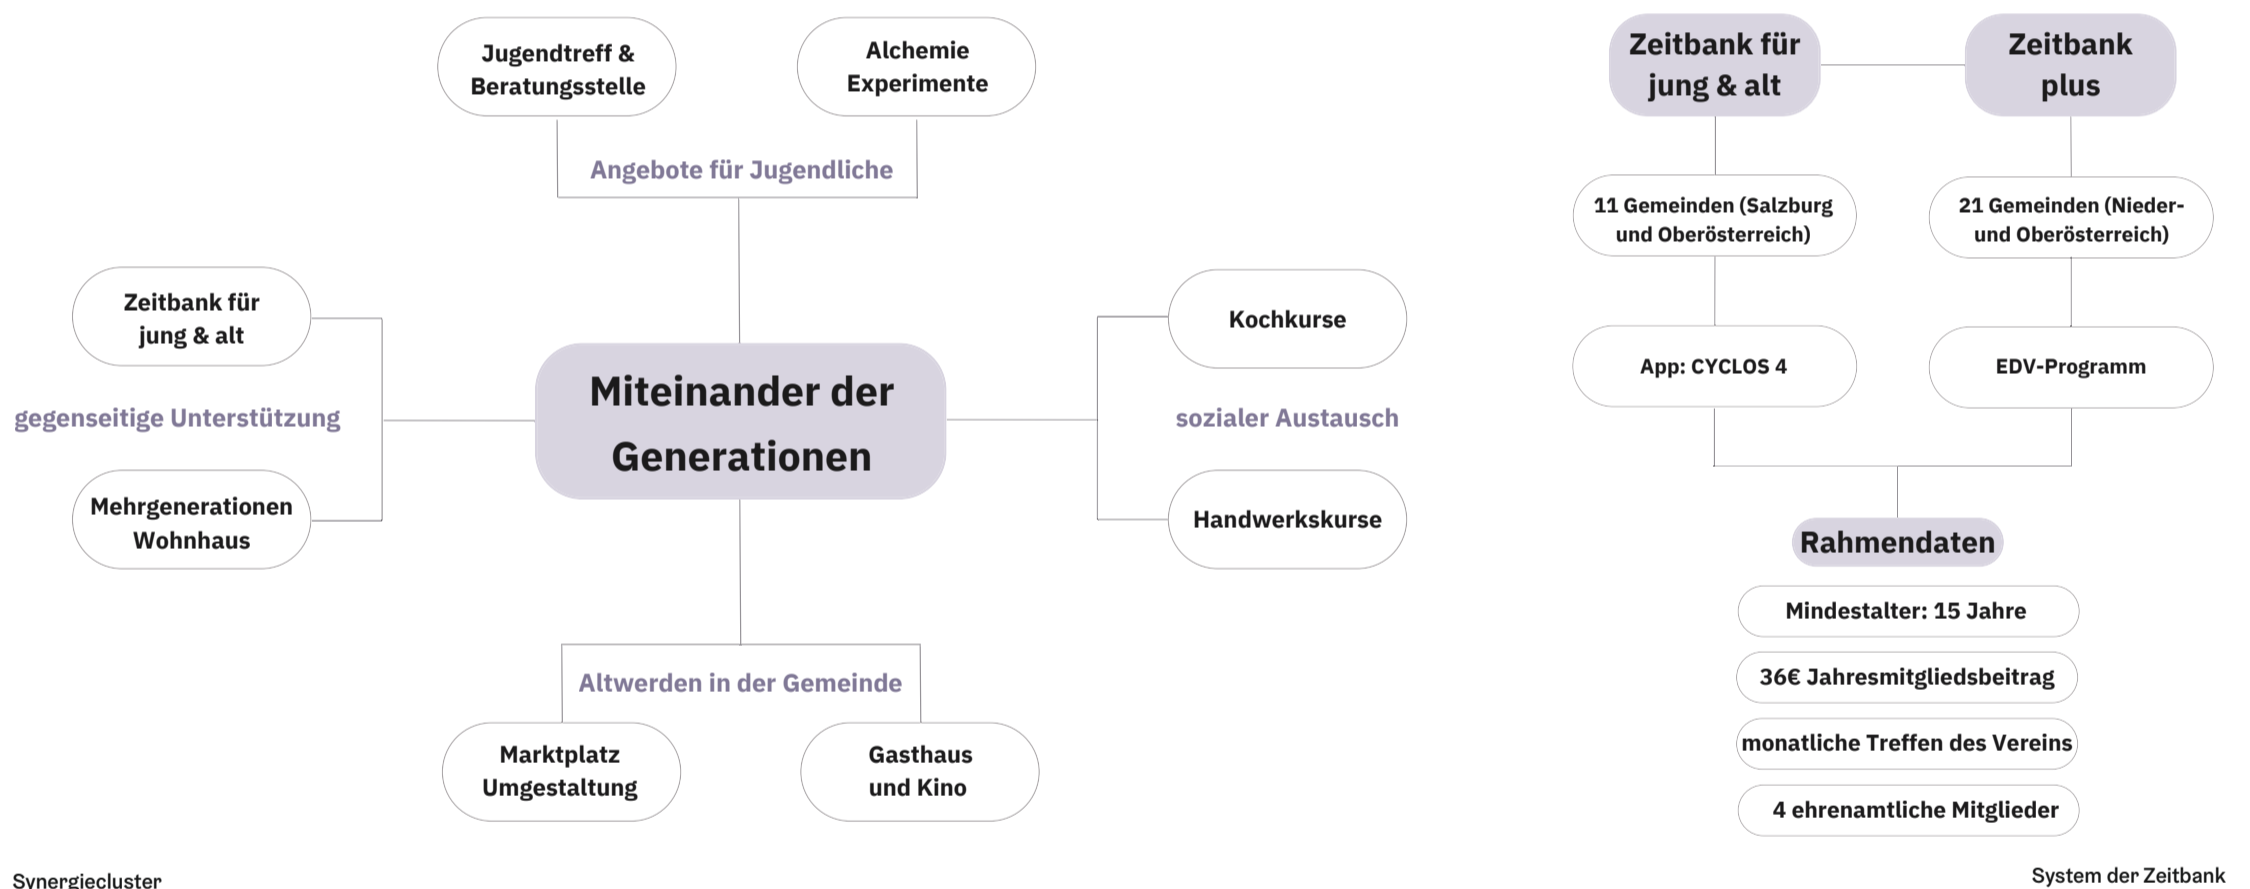 Jugendtreff &
Beratungsstelle
Alchemie
Experimente
Angebote für Jugendliche
Zeitbank für
jung & alt
gegenseitige Unterstützung
Mehrgenerationen
Wohnhaus
Miteinander der
Generationen
Kochkurse
sozialer Austausch
Handwerkskurse
Altwerden in der Gemeinde
Marktplatz
Umgestaltung
Gasthaus
und Kino
Synergiecluster
Zeitbank für
jung & alt
Zeitbank
plus
11 Gemeinden (Salzburg
und Oberösterreich)
21 Gemeinden (Nieder-
und Oberösterreich)
App: CYCLOS 4
EDV-Programm
Rahmendaten
Mindestalter: 15 Jahre
36€ Jahresmitgliedsbeitrag
monatliche Treffen des Vereins
4 ehrenamtliche Mitglieder
System der Zeitbank